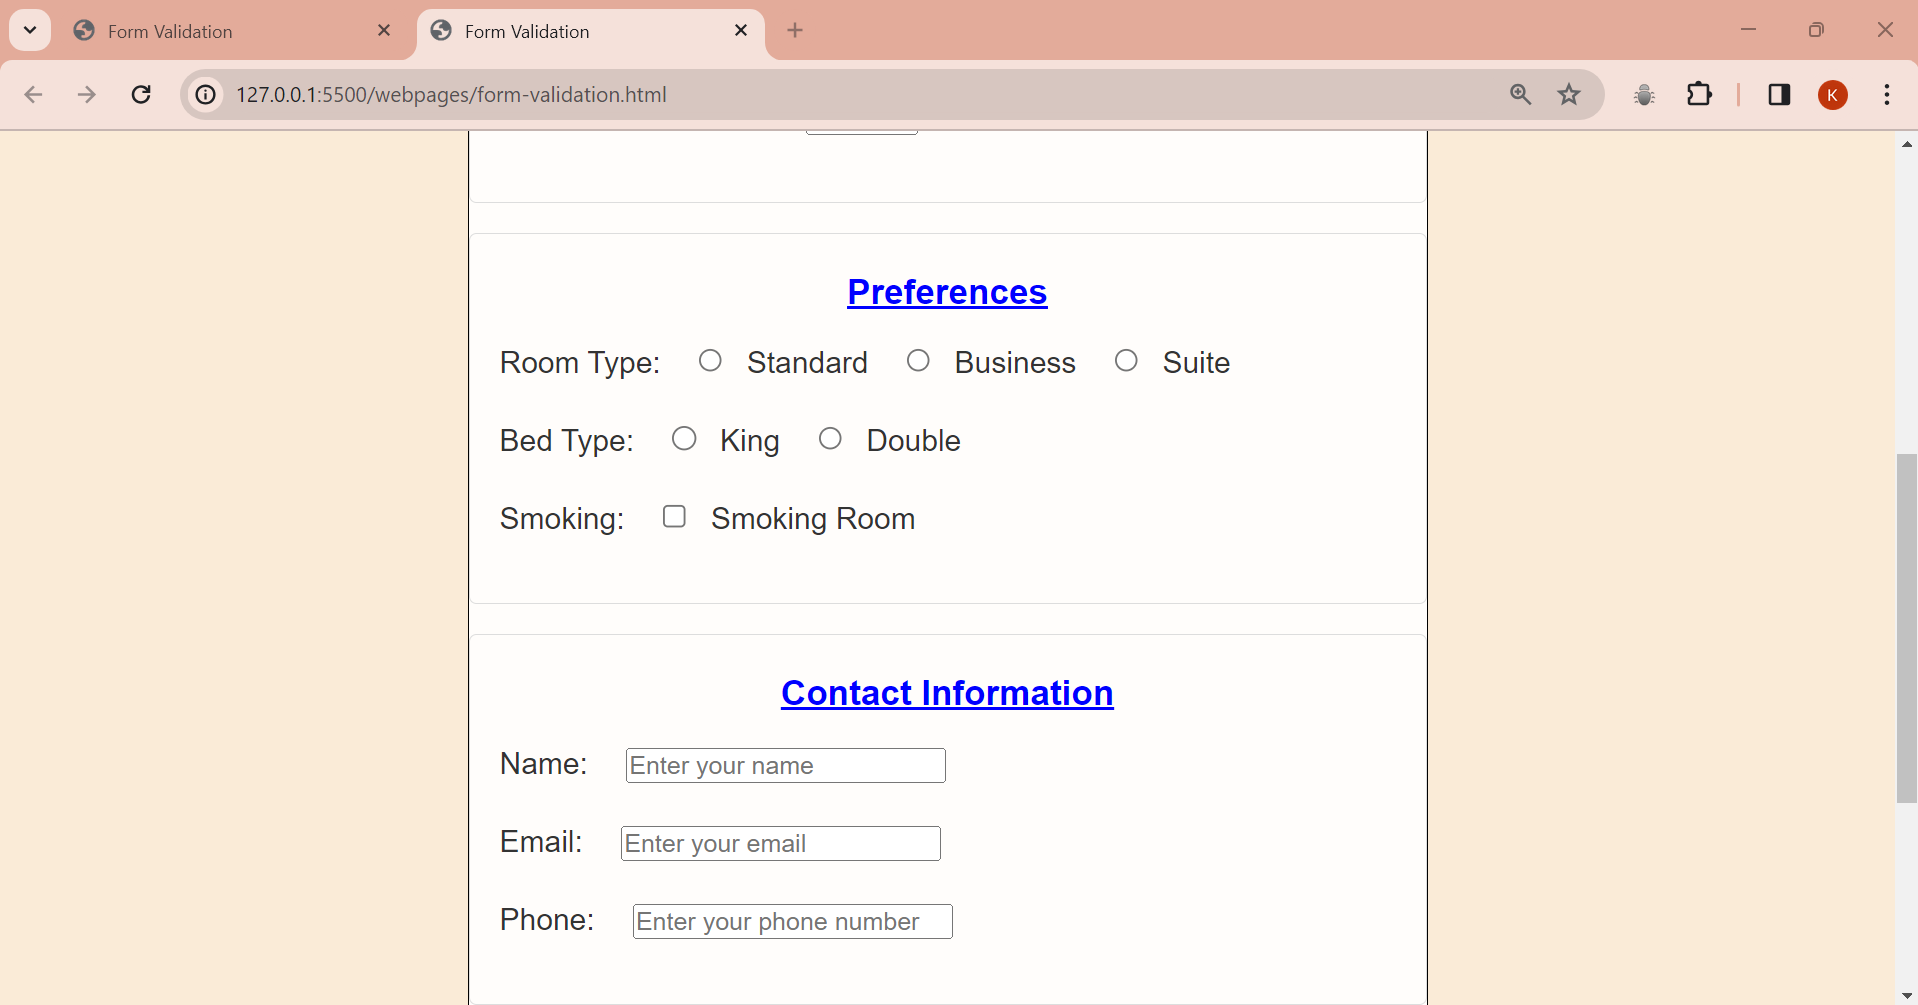 Form Validation
Form Validation
127.0.0.1:5500/webpages/form-validation.html
K
Preferences
Room Type: Standard Business Suite
Bed Type: King Double
Smoking: Smoking Room
Contact Information
Name: Enter your name
Email: Enter your email
Phone: Enter your phone number